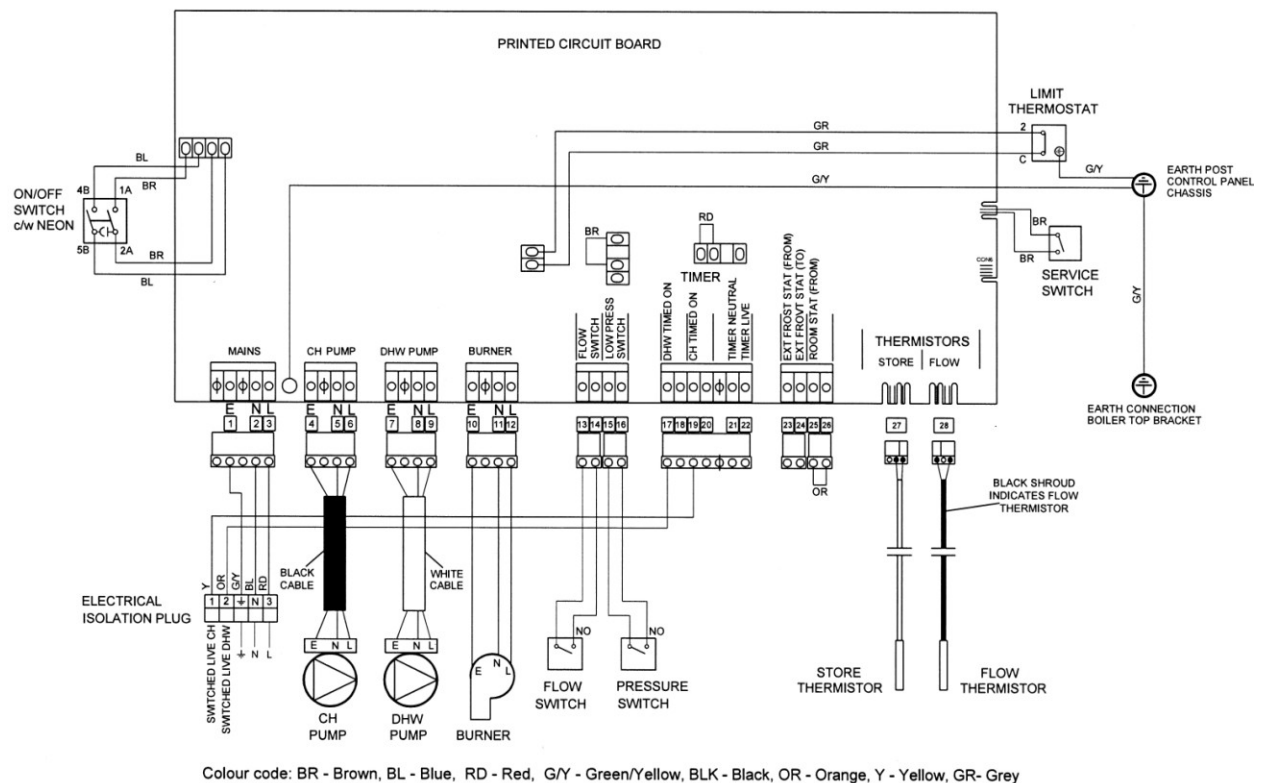 PRINTED CIRCUIT BOARD
LIMIT
THERMOSTAT
GR
2
GR
C
G/Y
EARTH POST
CONTROL PANEL
CHASSIS
G/Y
BL
BR
4B
1A
ON/OFF
SWITCH
c/w NEON
5B
2A
BR
BL
BR
RD
TIMER
BR
BR
SERVICE
SWITCH
CON6
G/Y
MAINS
CH PUMP
DHW PUMP
BURNER
FLOW
SWITCH
LOW PRESS
SWITCH
DHW TIMED ON
CH TIMED ON
TIMER NEUTRAL
TIMER LIVE
EXT FROST STAT (FROM)
EXT FROVT STAT (TO)
ROOM STAT (FROM)
THERMISTORS
STORE
FLOW
EARTH CONNECTION
BOILER TOP BRACKET
E N L
E N L
E N L
E N L
1 2 3
4 5 6
7 8 9
10 11 12
13 14 15 16
17 18 19 20 21 22
23 24 25 26
27
28
OR
BLACK SHROUD
INDICATES FLOW
THERMISTOR
BLACK
CABLE
WHITE
CABLE
Y
OR
G/Y
BL
RD
ELECTRICAL
ISOLATION PLUG
1 2 N 3
SWITCHED LIVE CH
SWITCHED LIVE DHW
N L
E N L
E N L
E N L
NO
NO
CH
PUMP
DHW
PUMP
BURNER
FLOW
SWITCH
PRESSURE
SWITCH
STORE
THERMISTOR
FLOW
THERMISTOR
Colour code: BR - Brown, BL - Blue, RD - Red, G/Y - Green/Yellow, BLK - Black, OR - Orange, Y - Yellow, GR- Grey